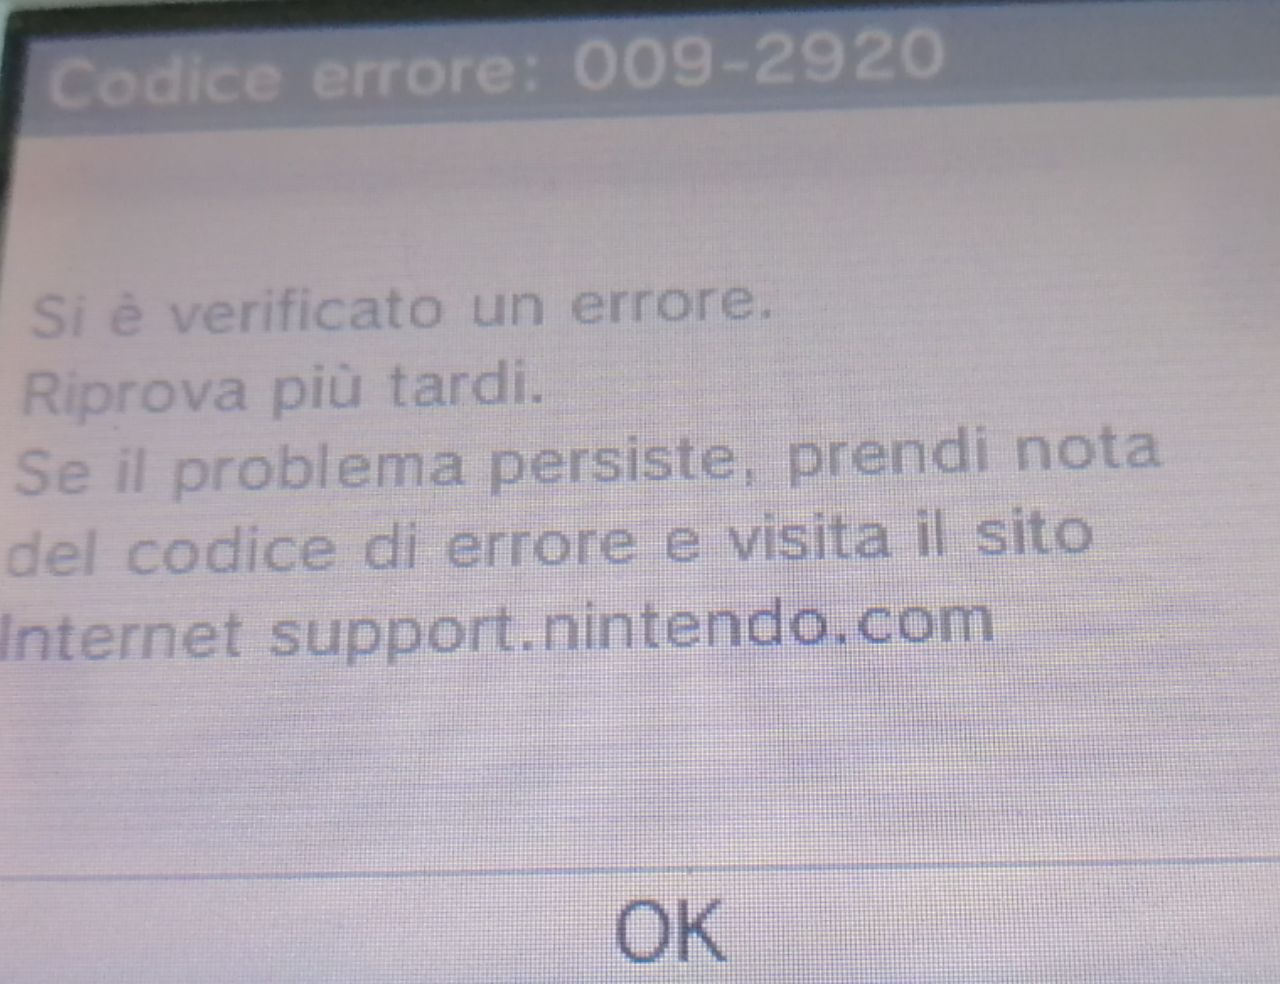 Codice errore: 009-2920
Si è verificato un errore.
Riprova più tardi.
Se il problema persiste, prendi nota
del codice di errore e visita il sito
Internet support.nintendo.com
OK